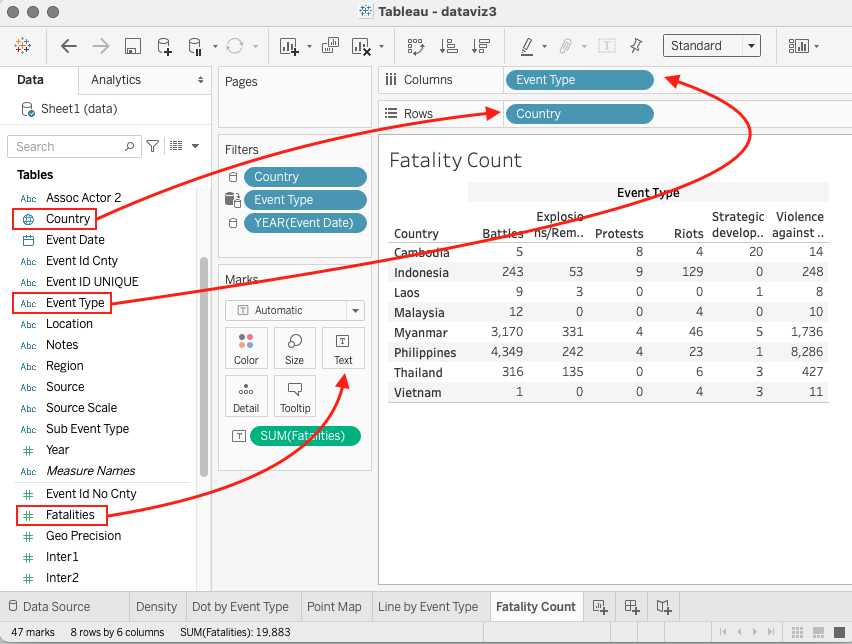 Tableau - dataviz3
Standard
Data
Analytics
Sheet1 (data)
Search
Tables
Abc Assoc Actor 2
Country
Event Date
Abc Event Id Cnty
Abc Event ID UNIQUE
Abc Event Type
Abc Location
Abc Notes
Abc Region
Abc Source
Abc Source Scale
Abc Sub Event Type
# Year
Abc Measure Names
# Event Id No Cnty
# Fatalities
# Geo Precision
# Inter1
# Inter2
Pages
Filters
Country
Event Type
YEAR(Event Date)
Marks
T Automatic
Color Size T Text
Detail Tooltip
T SUM(Fatalities)
Columns Event Type
Rows Country
Fatality Count
Event Type
Explosio Strategic Violence
Country Battles ns/Rem.. Protests Riots develop.. against ..
Cambodia 5 8 4 20 14
Indonesia 243 53 9 129 0 248
Laos 9 3 0 0 1 8
Malaysia 12 0 0 4 0 10
Myanmar 3,170 331 4 46 5 1,736
Philippines 4,349 242 4 23 1 8,286
Thailand 316 135 0 6 3 427
Vietnam 1 0 0 4 3 11
Data Source Density Dot by Event Type Point Map Line by Event Type Fatality Count
47 marks 8 rows by 6 columns SUM(Fatalities): 19,883